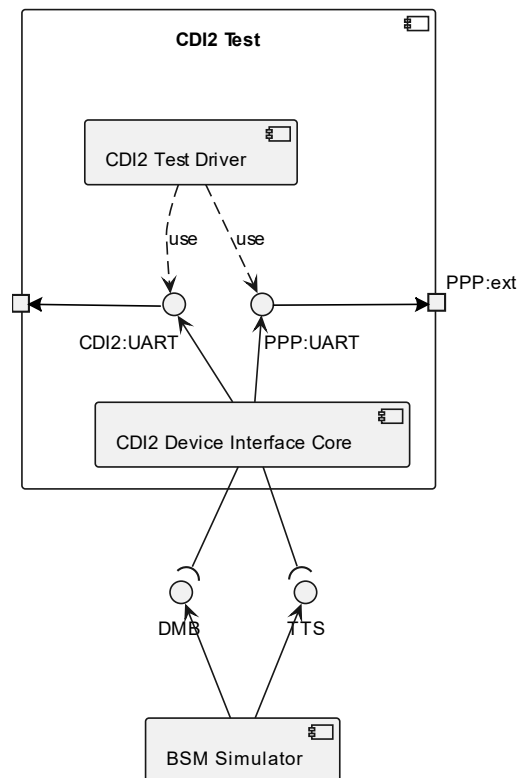 CDI2 Test
CDI2 Test Driver
use
use
PPP:ext
CDI2:UART
PPP:UART
CDI2 Device Interface Core
DMB
TTS
BSM Simulator